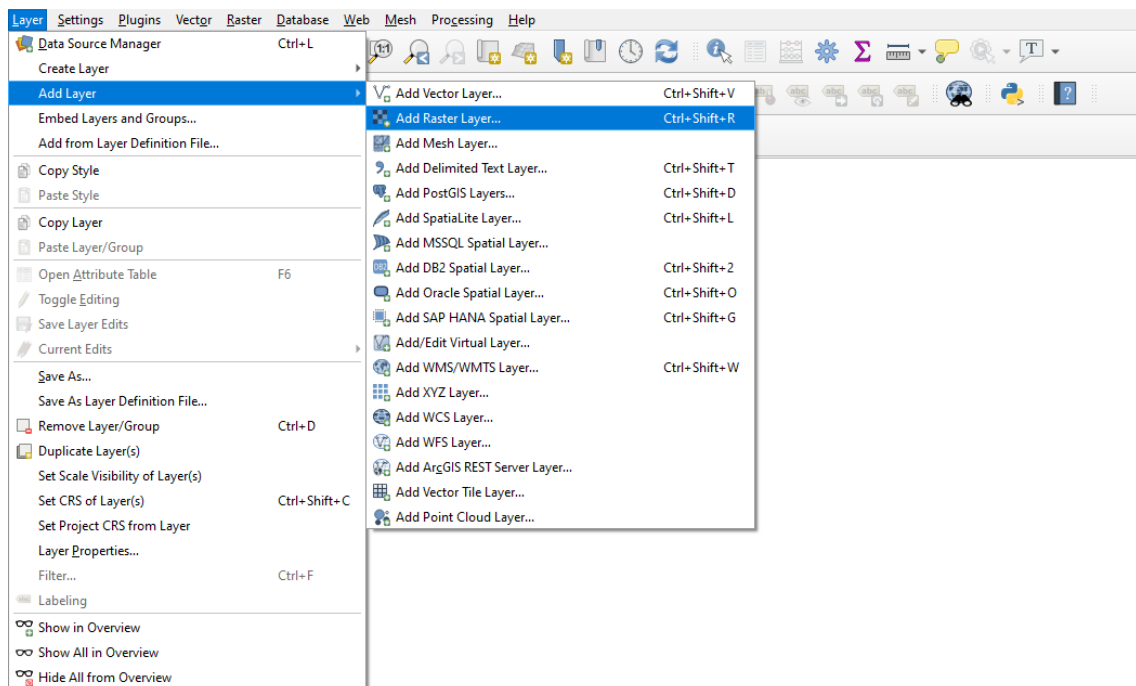 Layer Settings Plugins Vector Raster Database Web Mesh Processing Help
Data Source Manager Ctrl+L
Create Layer
Add Layer
Embed Layers and Groups...
Add from Layer Definition File...
Copy Style
Paste Style
Copy Layer
Paste Layer/Group
Open Attribute Table F6
Toggle Editing
Save Layer Edits
Current Edits
Save As...
Save As Layer Definition File...
Remove Layer/Group Ctrl+D
Duplicate Layer(s)
Set Scale Visibility of Layer(s)
Set CRS of Layer(s) Ctrl+Shift+C
Set Project CRS from Layer
Layer Properties...
Filter... Ctrl+F
Labeling
Show in Overview
Show All in Overview
Hide All from Overview
Add Vector Layer... Ctrl+Shift+V
Add Raster Layer... Ctrl+Shift+R
Add Mesh Layer...
Add Delimited Text Layer... Ctrl+Shift+T
Add PostGIS Layers... Ctrl+Shift+D
Add SpatiaLite Layer... Ctrl+Shift+L
Add MSSQL Spatial Layer...
Add DB2 Spatial Layer... Ctrl+Shift+2
Add Oracle Spatial Layer... Ctrl+Shift+O
Add SAP HANA Spatial Layer... Ctrl+Shift+G
Add/Edit Virtual Layer...
Add WMS/WMTS Layer... Ctrl+Shift+W
Add XYZ Layer...
Add WCS Layer...
Add WFS Layer...
Add ArcGIS REST Server Layer...
Add Vector Tile Layer...
Add Point Cloud Layer...